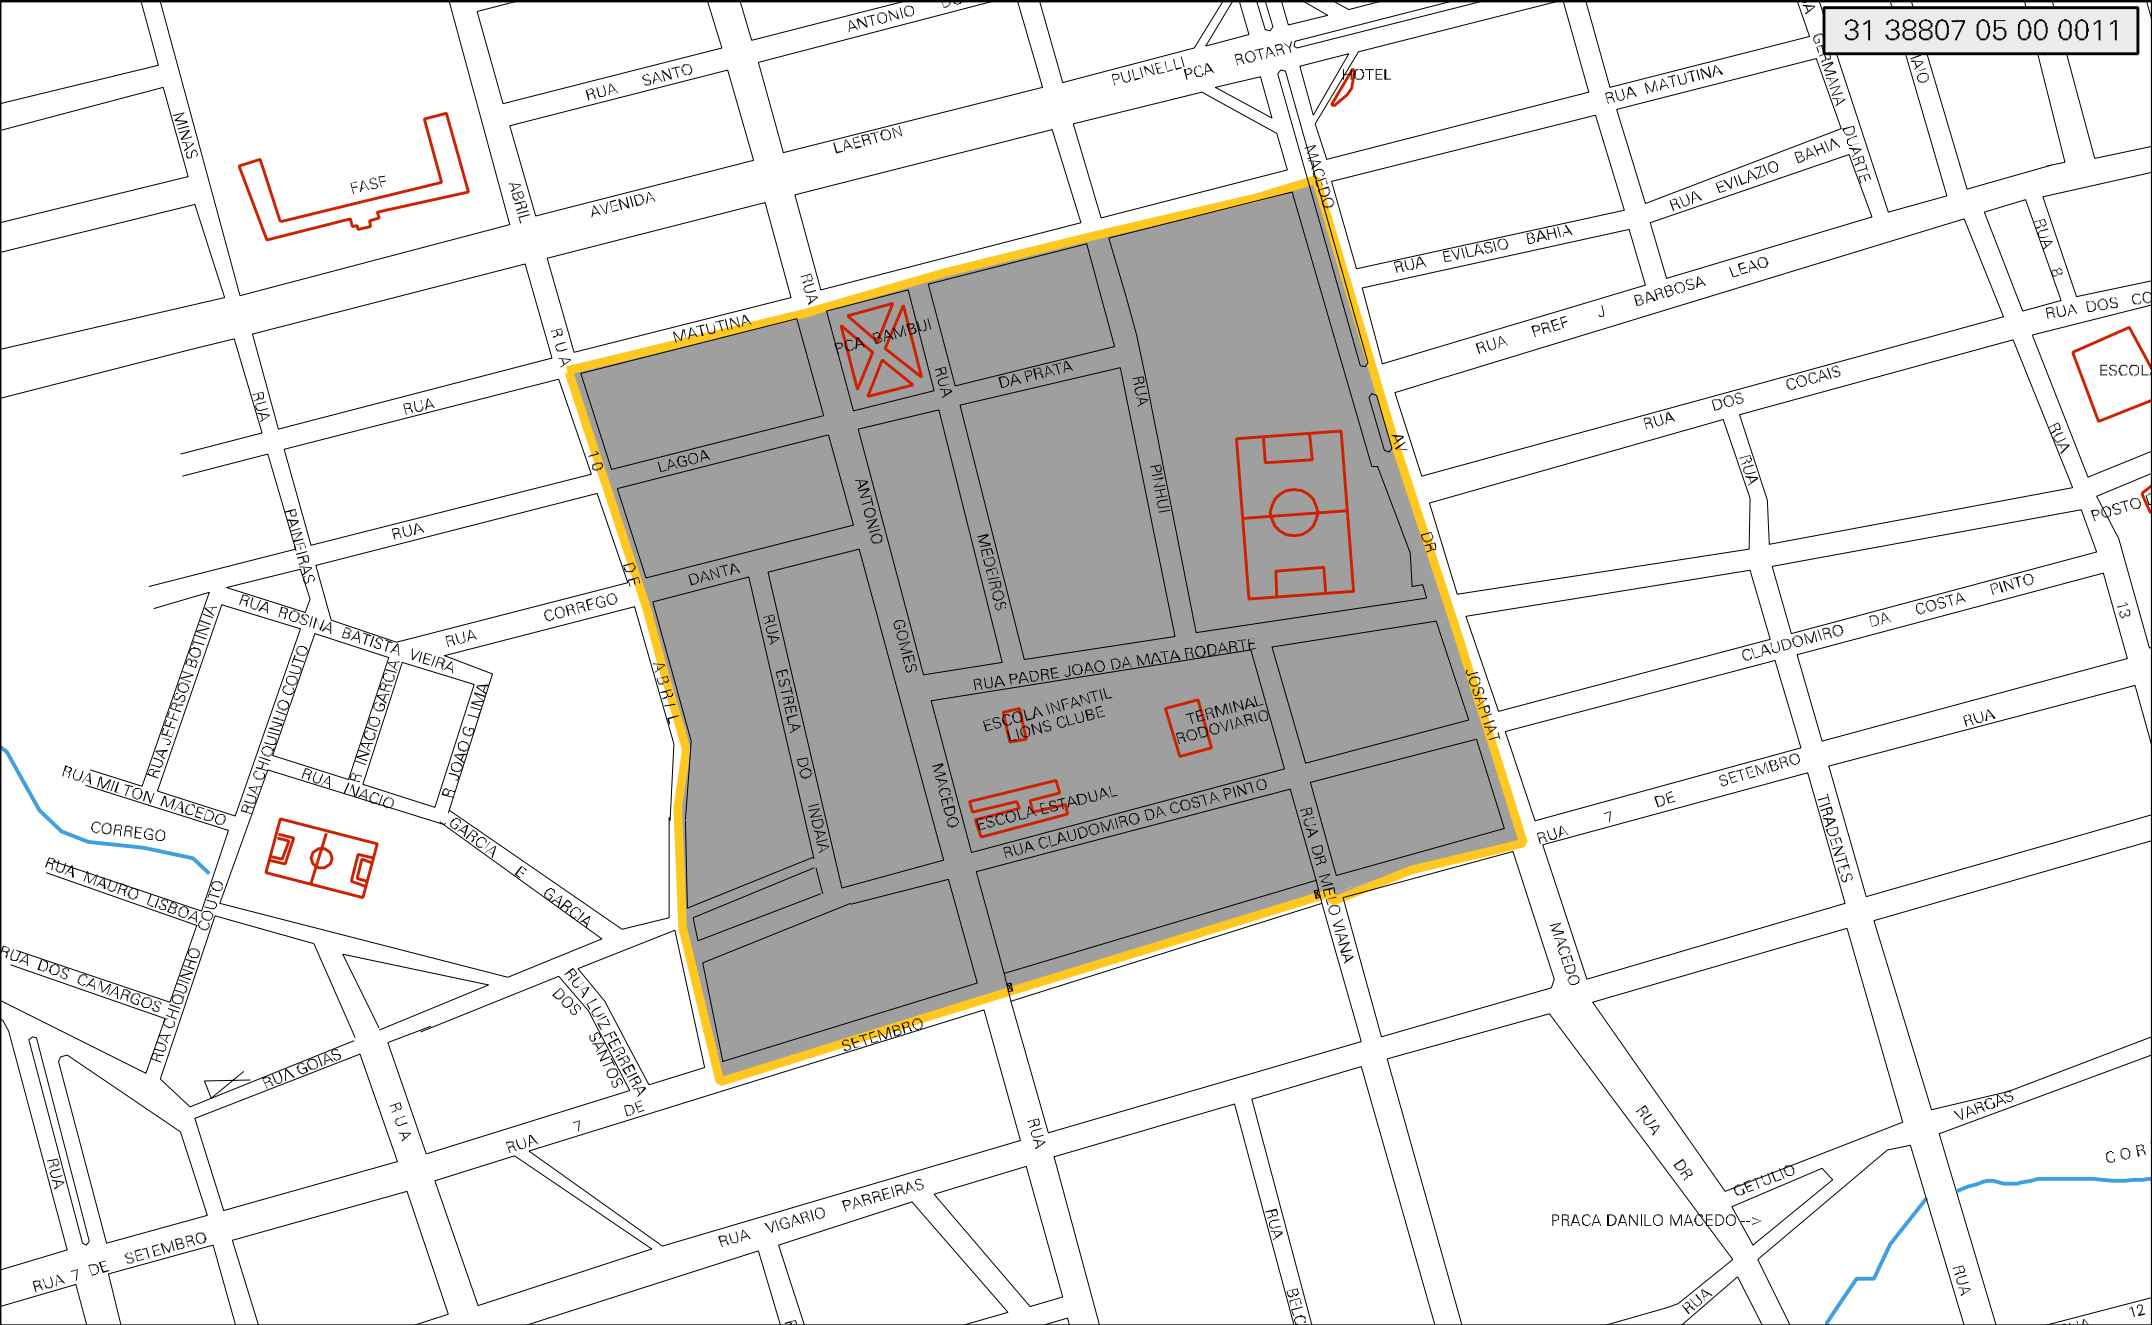 31 38807 05 00 0011
ANTONIO
RUA SANTO
PULINELLI
PCA ROTARY
HOTEL
RUA MATUTINA
GERMANA
DUARTE
MINAS
FASF
LAERTON
AVENIDA
ABRIL
MACEDO
RUA EVILAZIO BAHIA
RUA EVILASIO BAHIA
RUA PREF J BARBOSA LEAO
RUA 8
RUA DOS CO
RUA
MATUTINA
RUA
PCA BAMBUI
RUA
DA PRATA
RUA
ESCOLA
RUA DOS COCAIS
RUA
RUA
RUA
10
LAGOA
ANTONIO
PINHUI
AV
RUA
POSTO
PAINEIRAS
RUA
DE
DANTA
MEDEIROS
DR
RUA ROSINA BATISTA VIEIRA
RUA CORREGO
RUA JEFFRSON BOTINITA
RUA CHIQUINHO COUTO
R INACIO GARCIA
R JOAO G LIMA
ABRIL
RUA ESTRELA DO INDAIA
GOMES
RUA PADRE JOAO DA MATA RODARTE
CLAUDOMIRO DA COSTA PINTO
13
ESCOLA INFANTIL
LIONS CLUBE
TERMINAL
RODOVIARIO
JOSAPHAT
RUA
RUA MILTON MACEDO
RUA INACIO
GARCIA E GARCIA
CORREGO
MACEDO
ESCOLA ESTADUAL
RUA CLAUDOMIRO DA COSTA PINTO
RUA DR MELO VIANA
RUA 7 DE SETEMBRO
TIRADENTES
RUA MAURO LISBOA
RUA DOS CAMARGOS
RUA CHIQUINHO COUTO
RUA LUIZ FERREIRA
DOS SANTOS
MACEDO
RUA GOIAS
RUA
SETEMBRO
RUA 7 DE
RUA
RUA DR
VARGAS
GETULIO
COR
RUA
RUA 7 DE SETEMBRO
RUA VIGARIO PARREIRAS
RUA
BELO
PRACA DANILO MACEDO-->
RUA
RUA
12